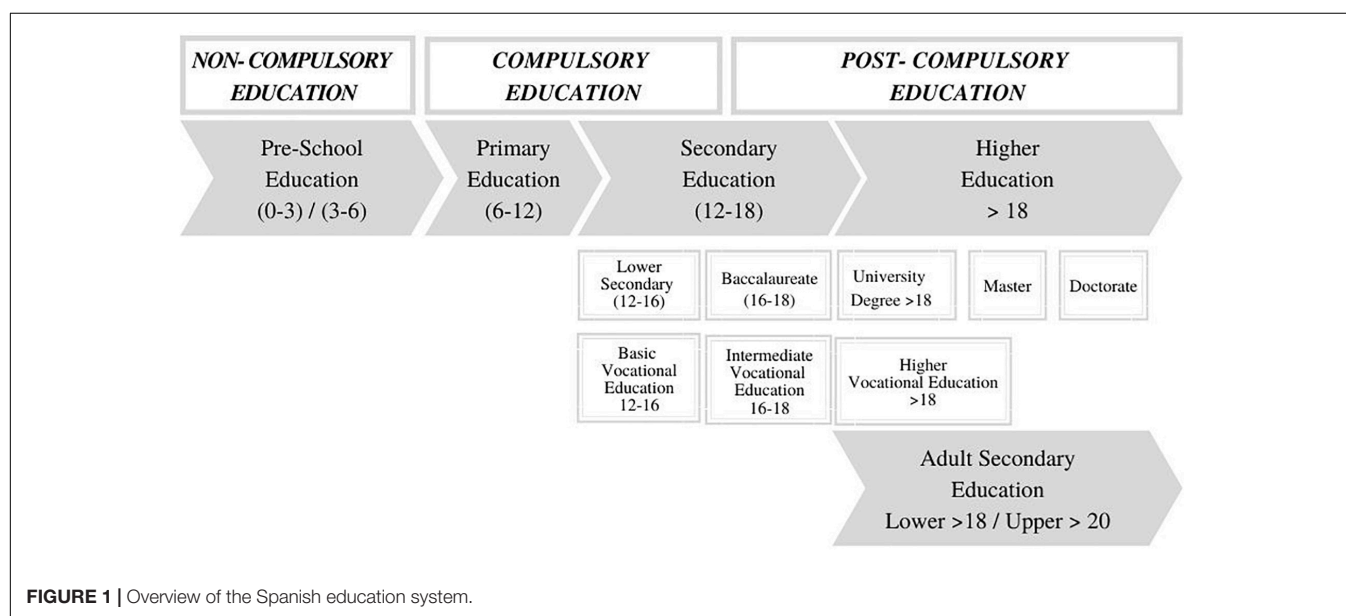 NON- COMPULSORY
EDUCATION
COMPULSORY
EDUCATION
POST- COMPULSORY
EDUCATION
Pre-School
Education
(0-3) / (3-6)
Primary
Education
(6-12)
Secondary
Education
(12-18)
Higher
Education
> 18
Lower
Secondary
(12-16)
Baccalaureate
(16-18)
University
Degree >18
Master
Doctorate
Basic
Vocational
Education
12-16
Intermediate
Vocational
Education
16-18
Higher
Vocational Education
>18
Adult Secondary
Education
Lower >18 / Upper > 20
FIGURE 1 | Overview of the Spanish education system.